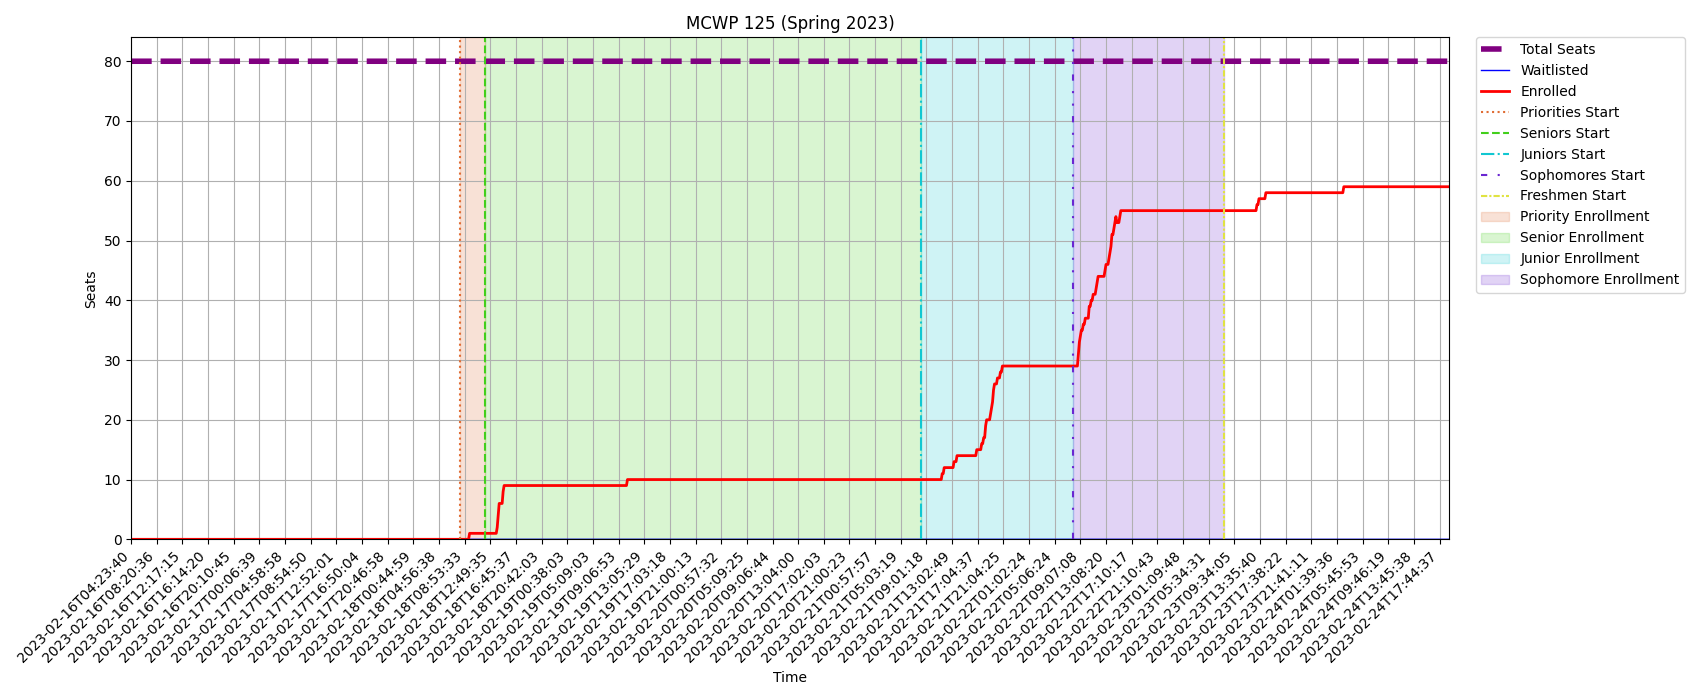 MCWP 125 (Spring 2023)
80
70
60
50
40
30
20
10
0
Seats
2023-02-16T04:23:40
2023-02-16T08:20:36
2023-02-16T12:17:15
2023-02-16T16:14:20
2023-02-16T20:10:45
2023-02-17T00:06:39
2023-02-17T04:58:58
2023-02-17T08:54:50
2023-02-17T12:52:01
2023-02-17T16:50:04
2023-02-17T20:46:58
2023-02-18T00:44:59
2023-02-18T04:56:38
2023-02-18T08:53:33
2023-02-18T12:49:35
2023-02-18T16:45:37
2023-02-18T20:42:03
2023-02-19T00:38:03
2023-02-19T05:09:03
2023-02-19T09:06:53
2023-02-19T13:05:29
2023-02-19T17:03:18
2023-02-19T21:00:13
2023-02-20T00:57:32
2023-02-20T05:09:25
2023-02-20T09:06:44
2023-02-20T13:04:00
2023-02-20T17:02:03
2023-02-20T21:00:23
2023-02-21T00:57:57
2023-02-21T05:03:19
2023-02-21T09:01:18
2023-02-21T13:02:49
2023-02-21T17:04:37
2023-02-21T21:04:25
2023-02-22T01:02:24
2023-02-22T05:06:24
2023-02-22T09:07:08
2023-02-22T13:08:20
2023-02-22T17:10:17
2023-02-22T21:10:43
2023-02-23T01:09:48
2023-02-23T05:34:31
2023-02-23T09:34:05
2023-02-23T13:35:40
2023-02-23T17:38:22
2023-02-23T21:41:11
2023-02-24T01:39:36
2023-02-24T05:45:53
2023-02-24T09:46:19
2023-02-24T13:45:38
2023-02-24T17:44:37
Time
Total Seats
Waitlisted
Enrolled
Priorities Start
Seniors Start
Juniors Start
Sophomores Start
Freshmen Start
Priority Enrollment
Senior Enrollment
Junior Enrollment
Sophomore Enrollment